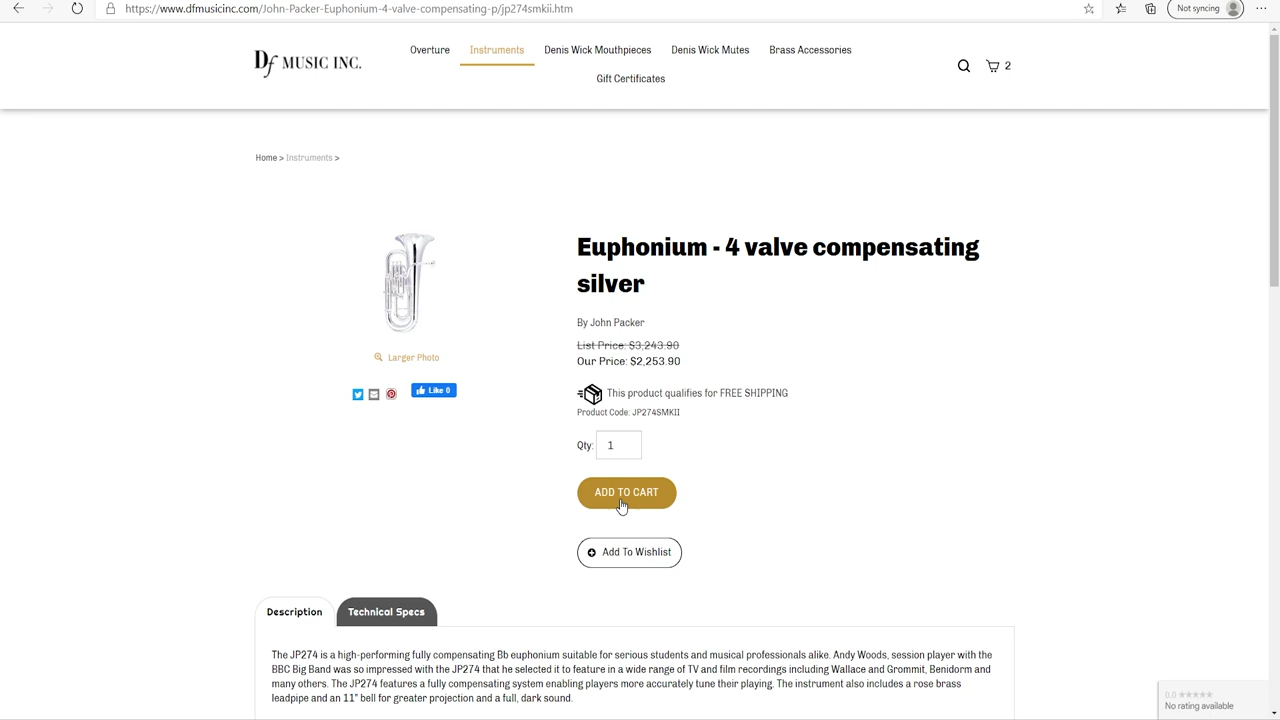 https://www.dfmusicinc.com/John-Packer-Euphonium-4-valve-compensating-p/jp274smkii.htm
Not syncing
Df MUSIC INC.
Overture
Instruments
Denis Wick Mouthpieces
Denis Wick Mutes
Brass Accessories
Gift Certificates
2
Home > Instruments >
Euphonium - 4 valve compensating
silver
By John Packer
List Price: $3,243.90
Our Price: $2,253.90
Larger Photo
Like 0
This product qualifies for FREE SHIPPING
Product Code: JP274SMKII
Qty: 1
ADD TO CART
Add To Wishlist
Description
Technical Specs
The JP274 is a high-performing fully compensating Bb euphonium suitable for serious students and musical professionals alike. Andy Woods, session player with the
BBC Big Band was so impressed with the JP274 that he selected it to feature in a wide range of TV and film recordings including Wallace and Grommit, Benidorm and
many others. The JP274 features a fully compensating system enabling players more accurately tune their playing. The instrument also includes a rose brass
leadpipe and an 11" bell for greater projection and a full, dark sound.
0.0 ★★★★★
No rating available